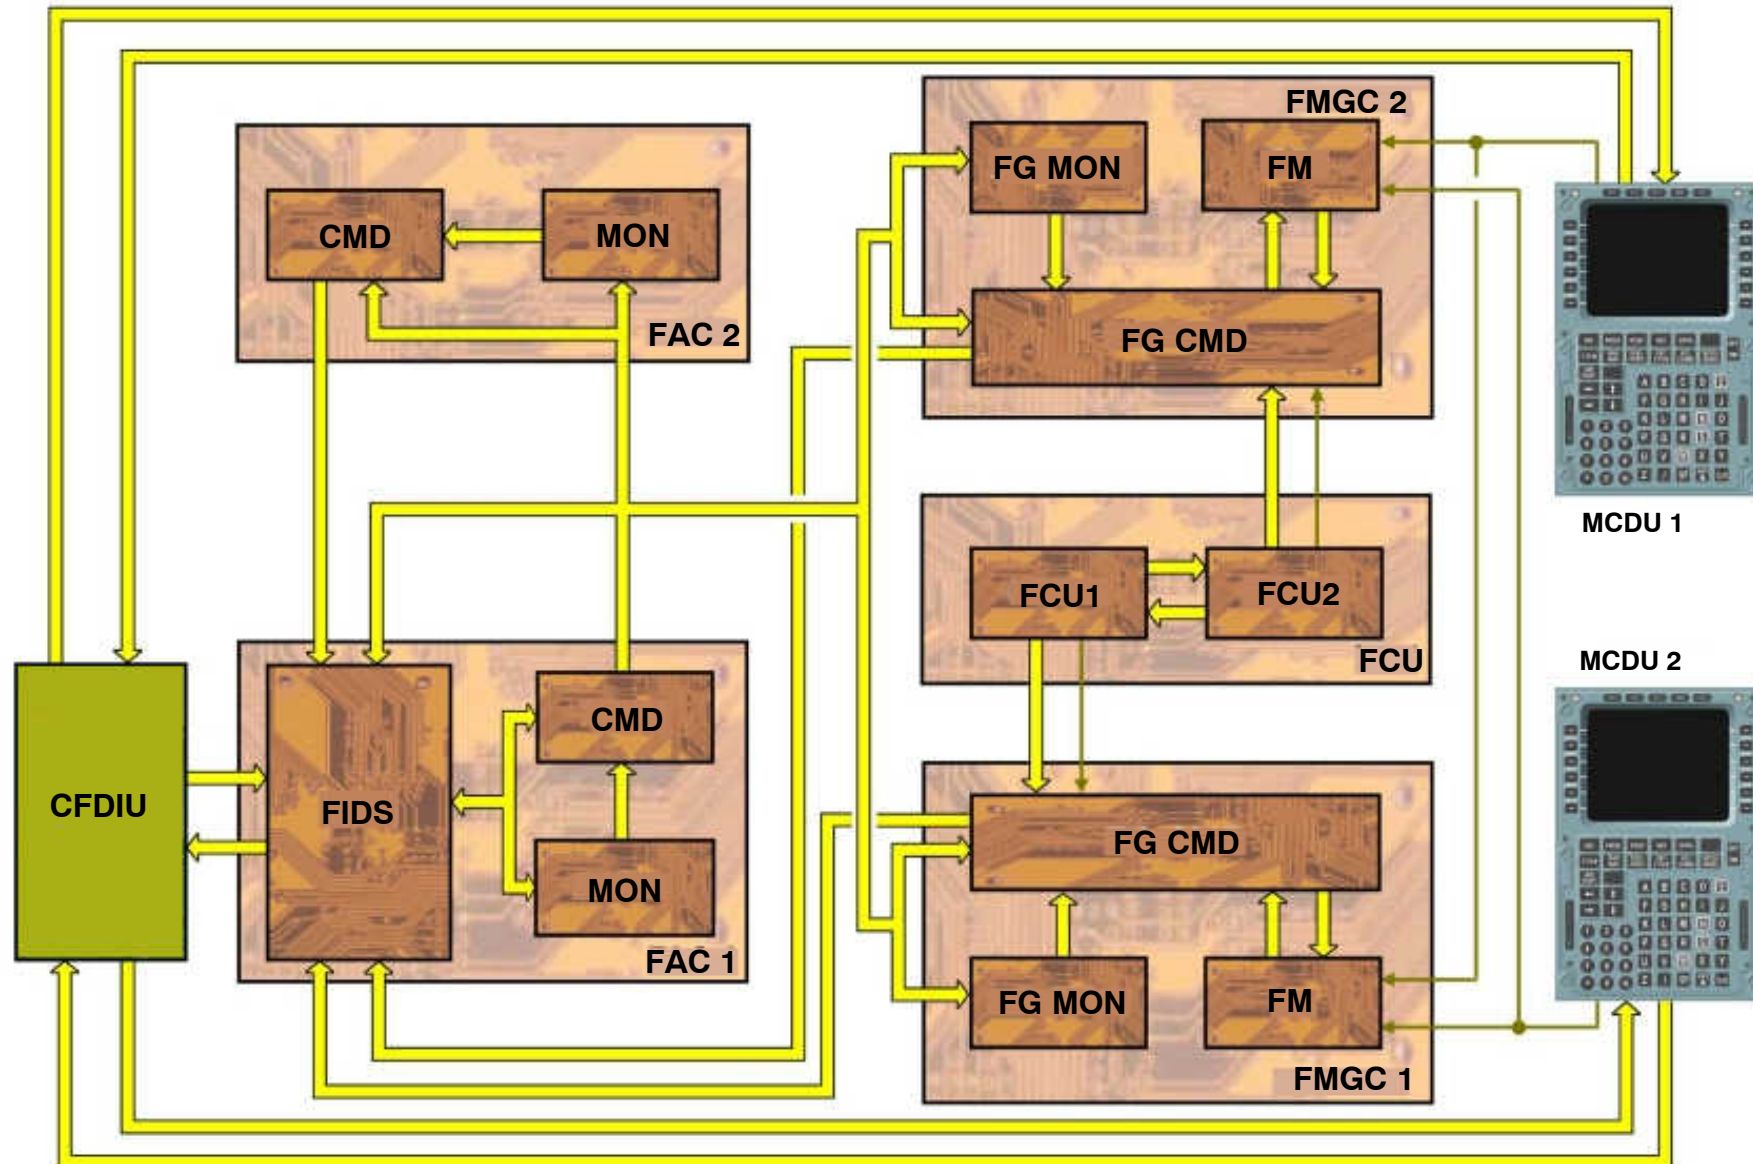 FMGC 2
FG MON
FM
CMD
MON
FAC 2
FG CMD
MCDU 1
FCU1
FCU2
FCU
MCDU 2
CMD
CFDIU
FIDS
FG CMD
MON
FAC 1
FG MON
FM
FMGC 1